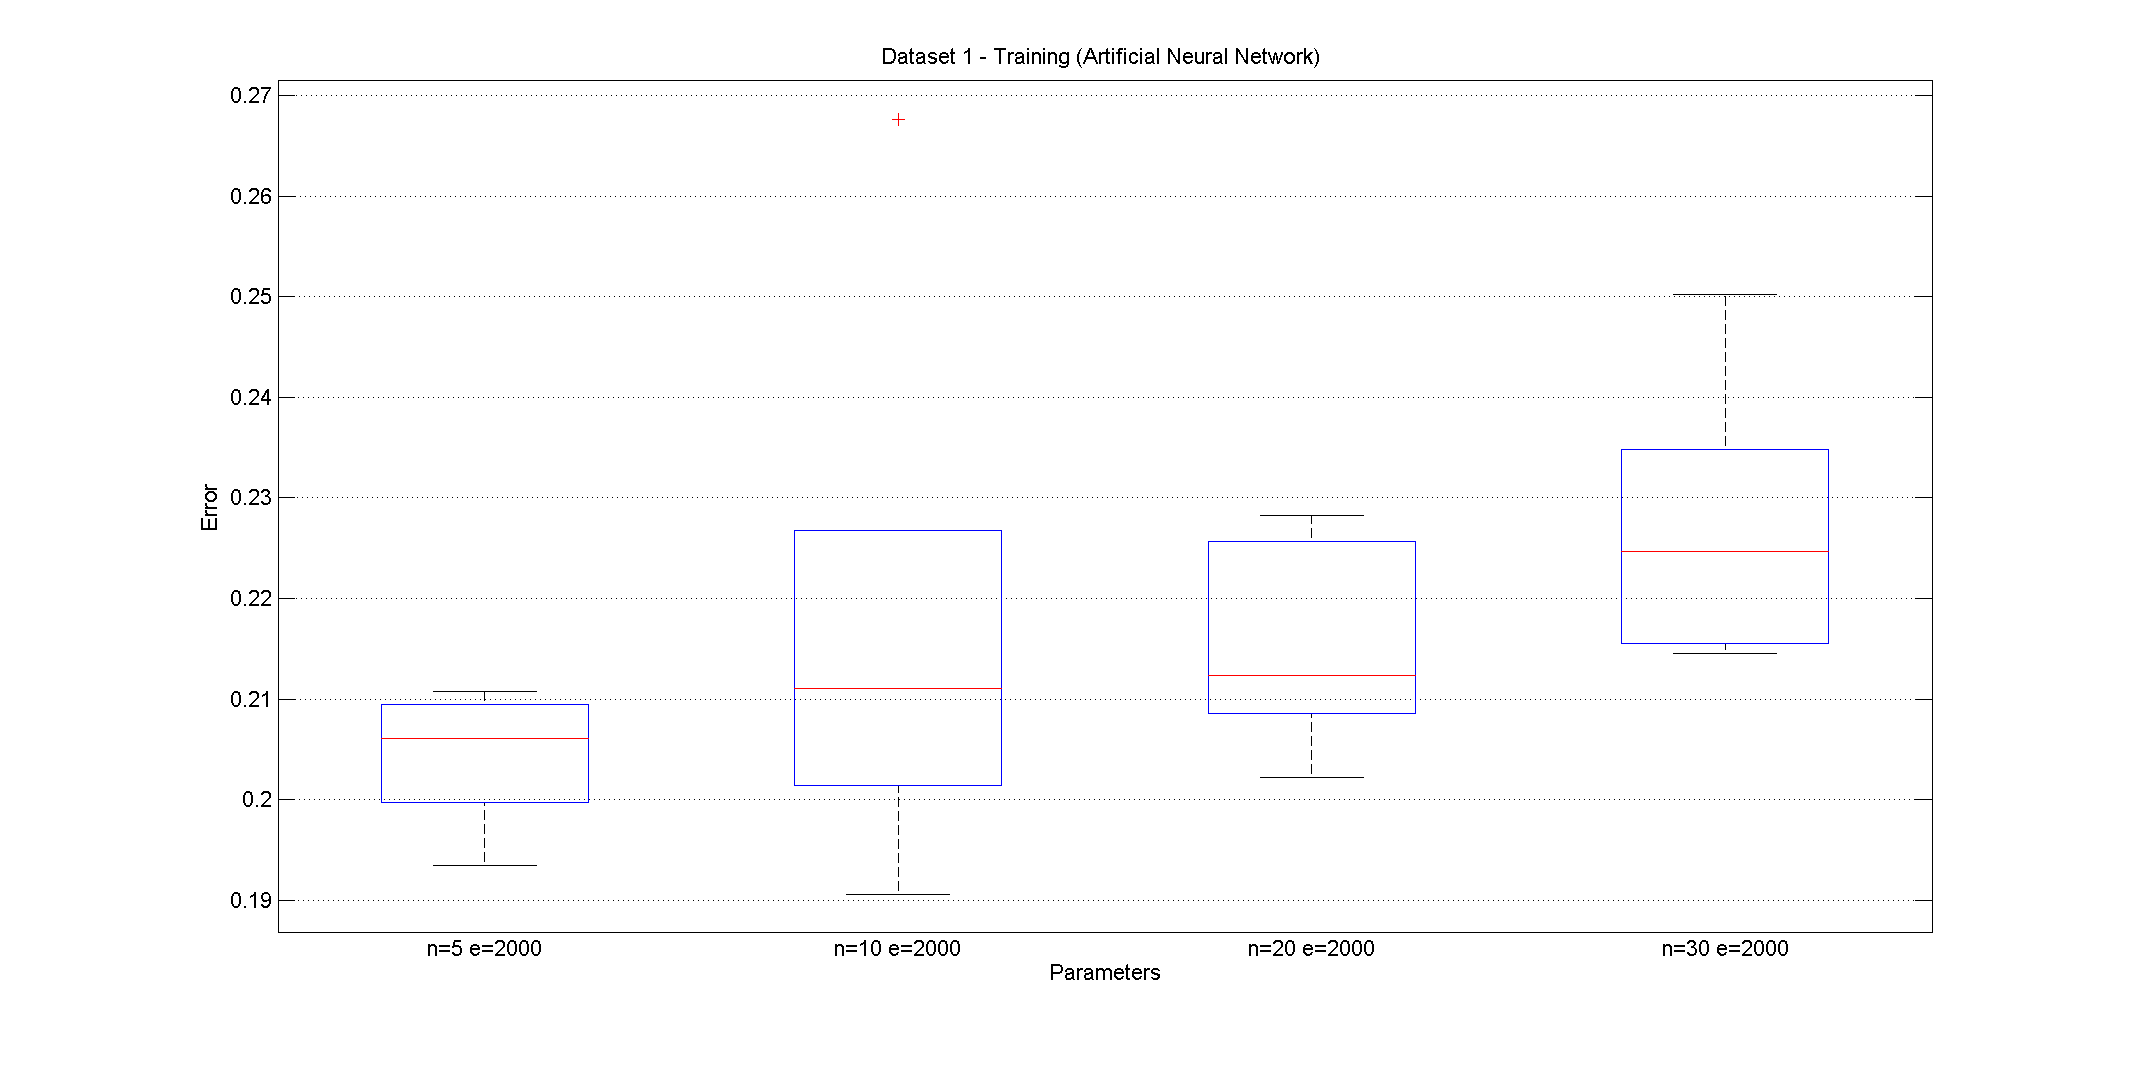 Dataset 1 - Training (Artificial Neural Network)
0.27
0.26
0.25
0.24
0.23
0.22
0.21
0.2
0.19
Error
n=5 e=2000
n=10 e=2000
n=20 e=2000
n=30 e=2000
Parameters